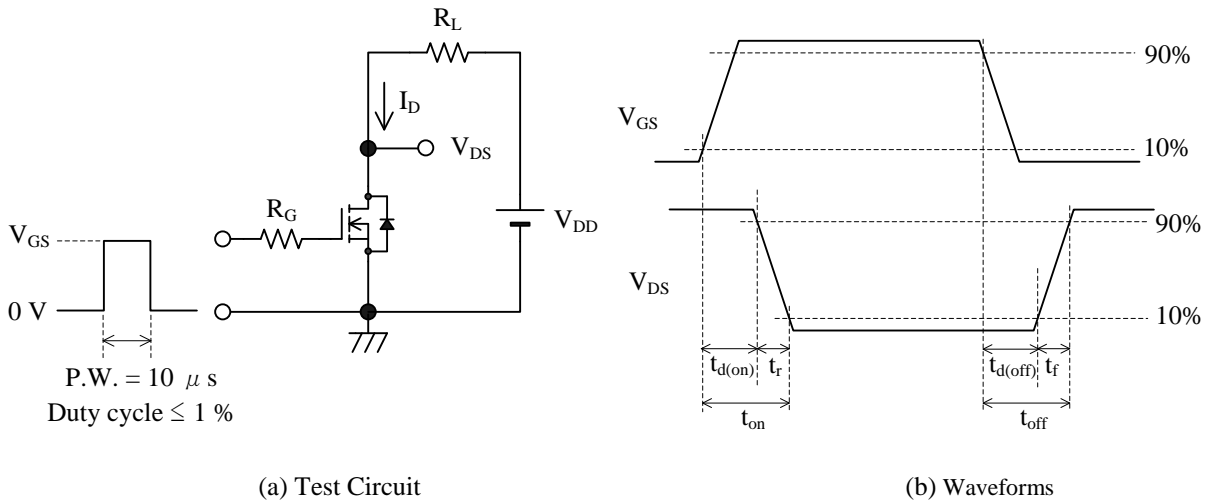 R_L
I_D
V_DS
R_G
V_DD
V_GS
0 V
P.W. = 10 μ s
Duty cycle ≤ 1 %
(a) Test Circuit
90%
V_GS
10%
90%
V_DS
10%
t_d(on) t_r t_d(off) t_f
t_on t_off
(b) Waveforms